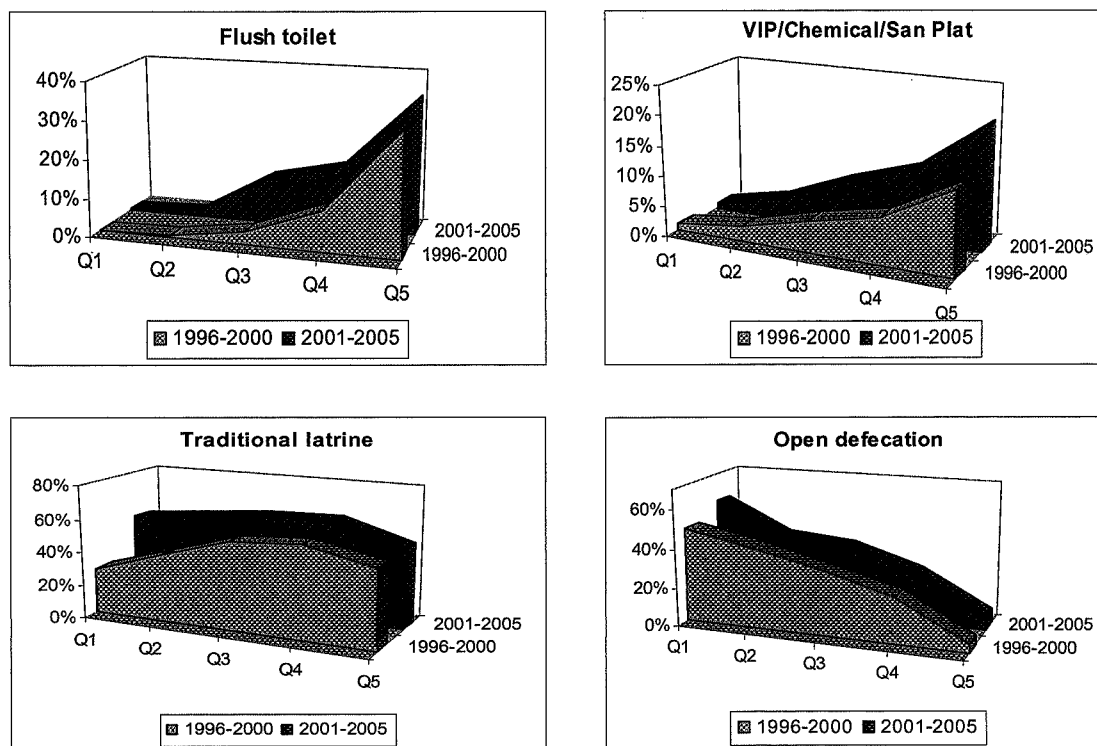 Flush toilet
40%
30%
20%
10%
0%
Q1
Q2
Q3
Q4
Q5
2001-2005
1996-2000
1996-2000 2001-2005
VIP/Chemical/San Plat
25%
20%
15%
10%
5%
0%
Q1
Q2
Q3
Q4
Q5
2001-2005
1996-2000
1996-2000 2001-2005
Traditional latrine
80%
60%
40%
20%
0%
Q1
Q2
Q3
Q4
Q5
2001-2005
1996-2000
1996-2000 2001-2005
Open defecation
60%
40%
20%
0%
Q1
Q2
Q3
Q4
Q5
2001-2005
1996-2000
1996-2000 2001-2005